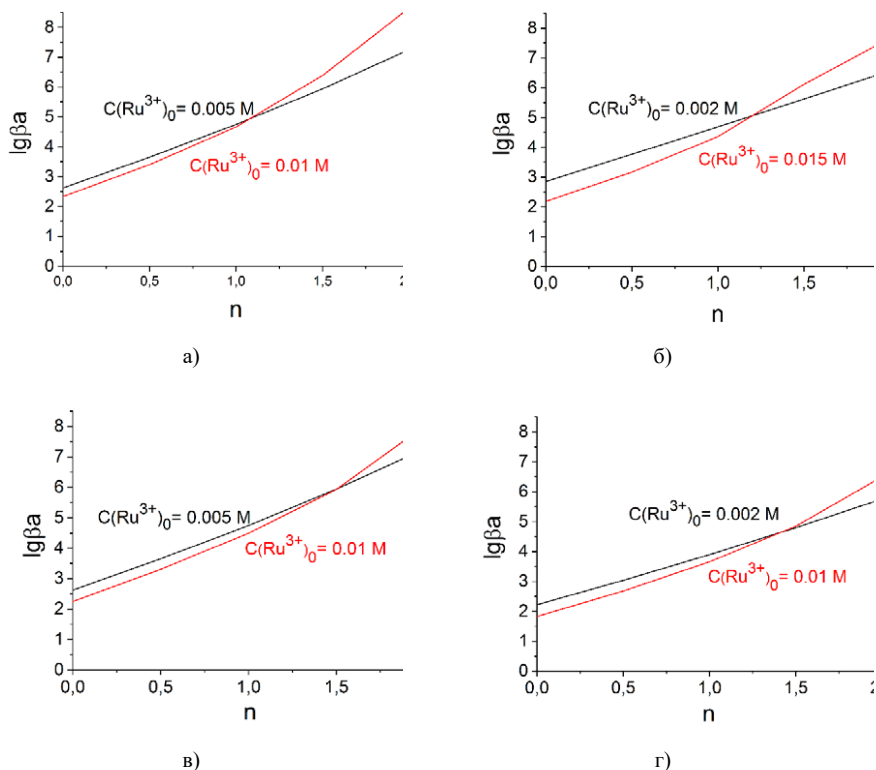 8
7
6
5
4
3
2
1
0
lgβa
C(Ru³⁺)₀= 0.005 M
C(Ru³⁺)₀= 0.01 M
0,0 0,5 1,0 1,5 2
n
а)
8
7
6
5
4
3
2
1
0
lgβa
C(Ru³⁺)₀= 0.002 M
C(Ru³⁺)₀= 0.015 M
0,0 0,5 1,0 1,5
n
б)
8
7
6
5
4
3
2
1
0
lgβa
C(Ru³⁺)₀= 0.005 M
C(Ru³⁺)₀= 0.01 M
0,0 0,5 1,0 1,5
n
в)
8
7
6
5
4
3
2
1
0
lgβa
C(Ru³⁺)₀= 0.002 M
C(Ru³⁺)₀= 0.01 M
0,0 0,5 1,0 1,5 2
n
г)